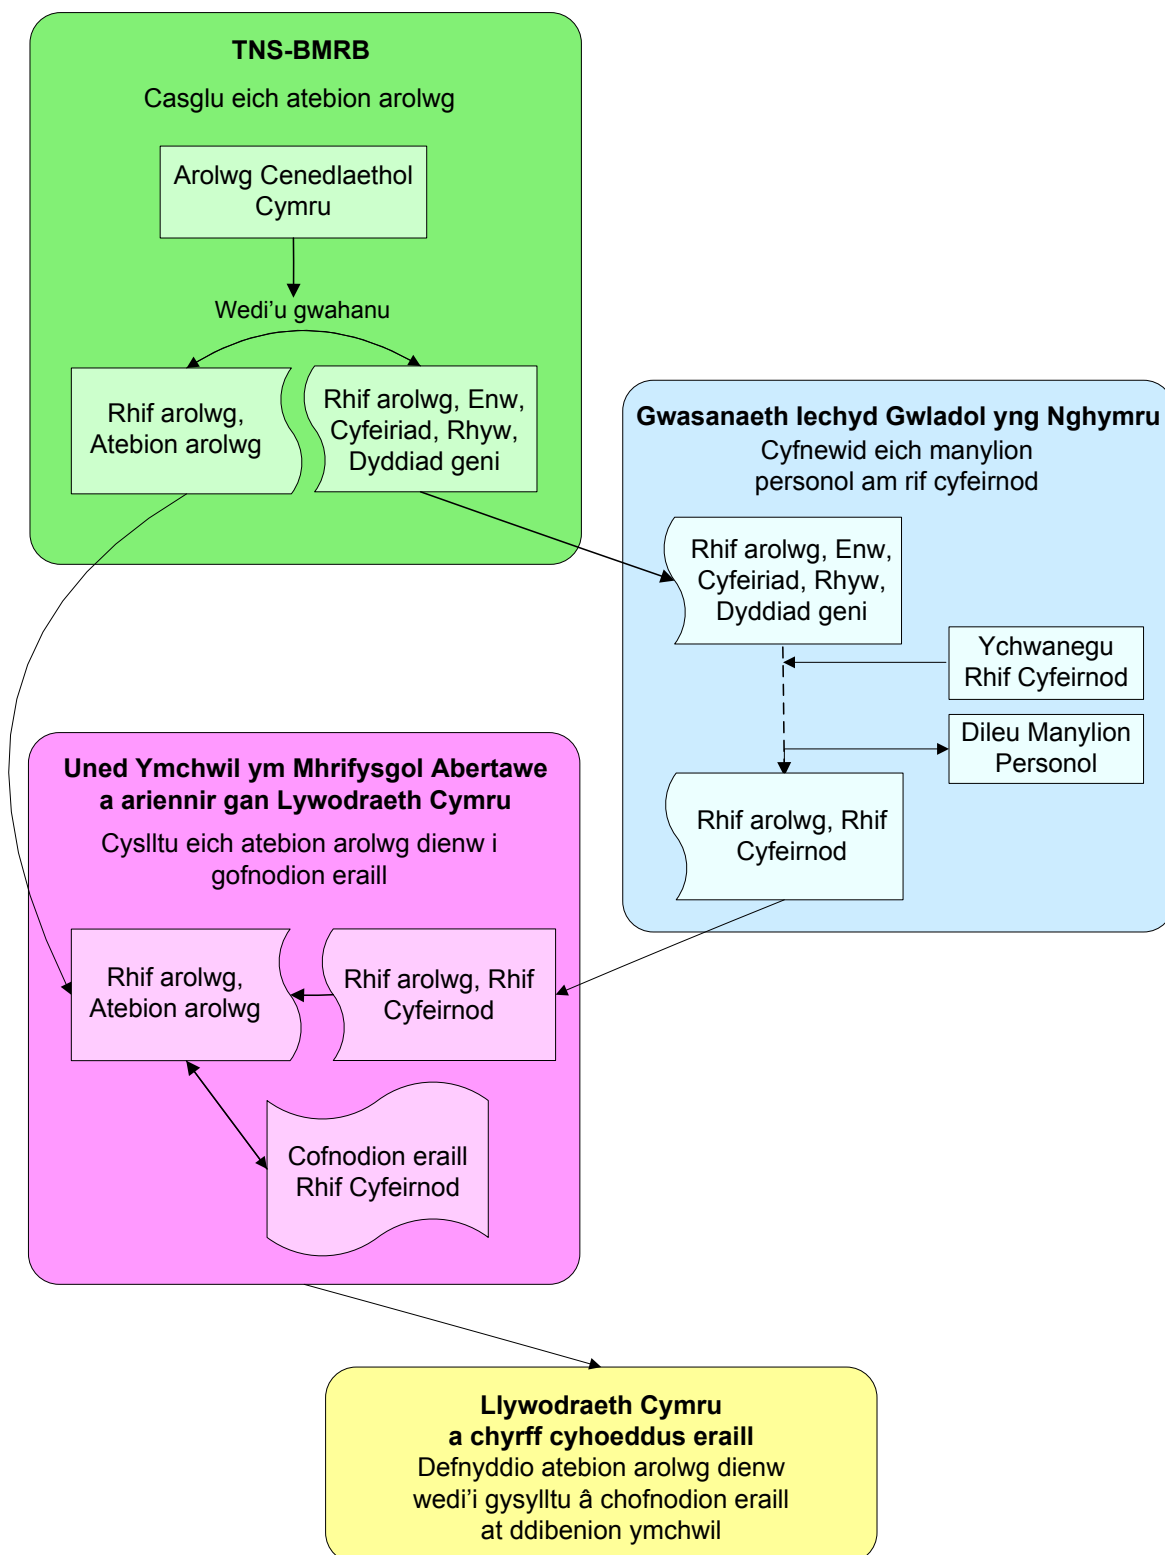 TNS-BMRB
Casglu eich atebion arolwg
Arolwg Cenedlaethol
Cymru
Wedi’u gwahanu
Rhif arolwg,
Atebion arolwg
Rhif arolwg, Enw,
Cyfeiriad, Rhyw,
Dyddiad geni
Gwasanaeth Iechyd Gwladol yng Nghymru
Cyfnewid eich manylion
personol am rif cyfeirnod
Rhif arolwg, Enw,
Cyfeiriad, Rhyw,
Dyddiad geni
Ychwanegu
Rhif Cyfeirnod
Dileu Manylion
Personol
Rhif arolwg, Rhif
Cyfeirnod
Uned Ymchwil ym Mhrifysgol Abertawe
a ariennir gan Lywodraeth Cymru
Cyslltu eich atebion arolwg dienw i
gofnodion eraill
Rhif arolwg,
Atebion arolwg
Rhif arolwg, Rhif
Cyfeirnod
Cofnodion eraill
Rhif Cyfeirnod
Llywodraeth Cymru
a chyrff cyhoeddus eraill
Defnyddio atebion arolwg dienw
wedi’i gysylltu â chofnodion eraill
at ddibenion ymchwil